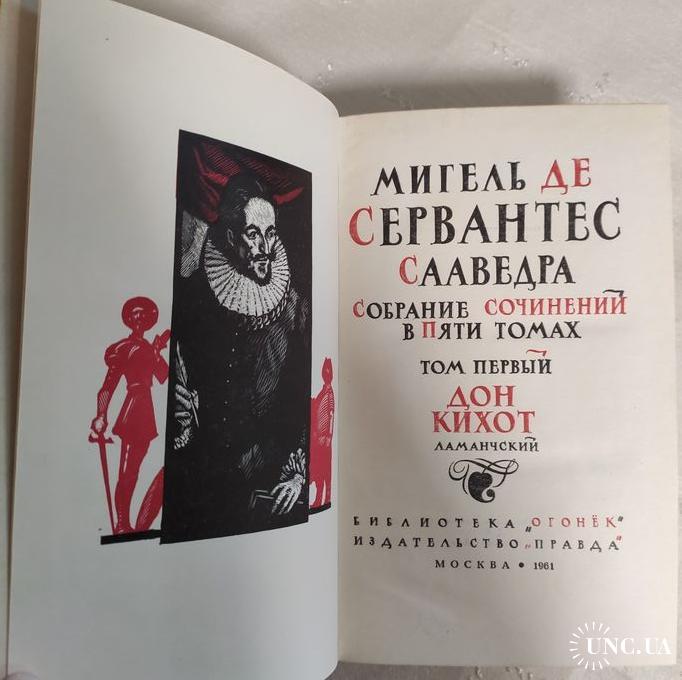 МИГЕЛЬ ДЕ
СЕРВАНТЕС
СААВЕДРА
СОБРАНИЕ СОЧИНЕНИЙ
В ПЯТИ ТОМАХ
ТОМ ПЕРВЫЙ
ДОН
КИХОТ
ЛАМАНЧСКИЙ
БИБЛИОТЕКА „ОГОНЁК"
ИЗДАТЕЛЬСТВО „ПРАВДА"
МОСКВА • 1961
UNC.UA